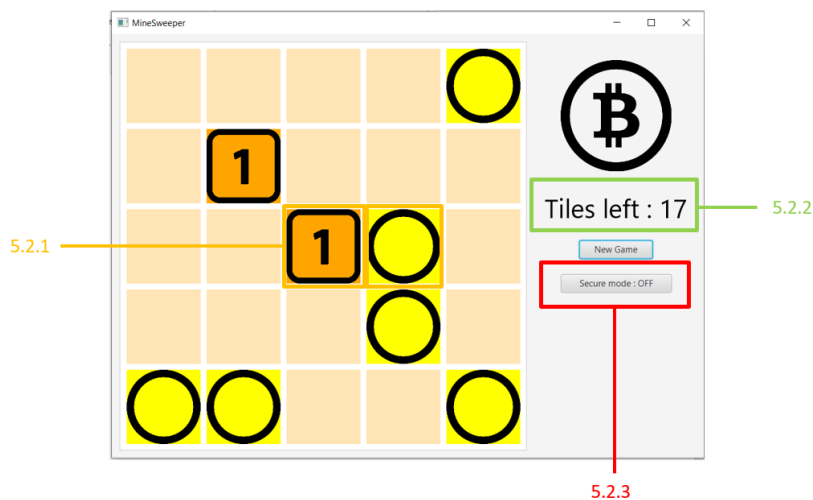 MineSweeper
1
Tiles left : 17
5.2.2
5.2.1
1
New Game
Secure mode : OFF
5.2.3